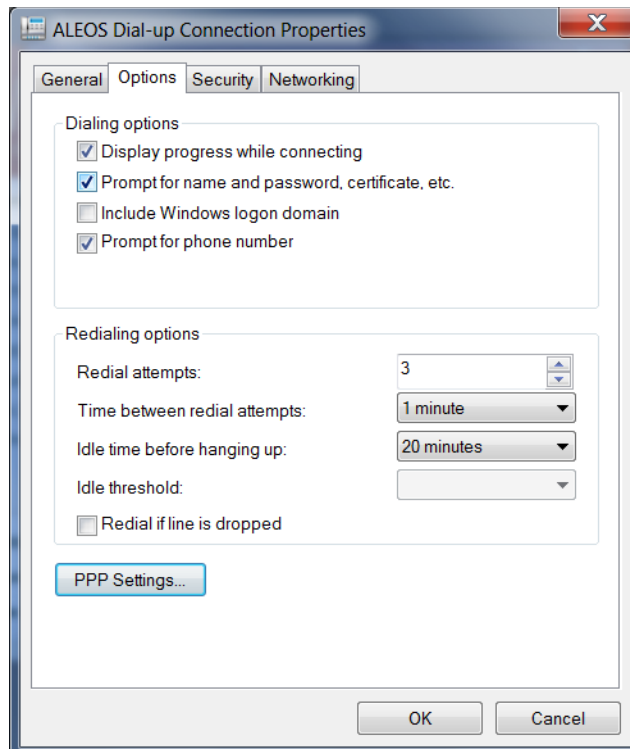 ALEOS Dial-up Connection Properties
General Options Security Networking
Dialing options
Display progress while connecting
Prompt for name and password, certificate, etc.
Include Windows logon domain
Prompt for phone number
Redialing options
Redial attempts: 3
Time between redial attempts: 1 minute
Idle time before hanging up: 20 minutes
Idle threshold:
Redial if line is dropped
PPP Settings...
OK Cancel